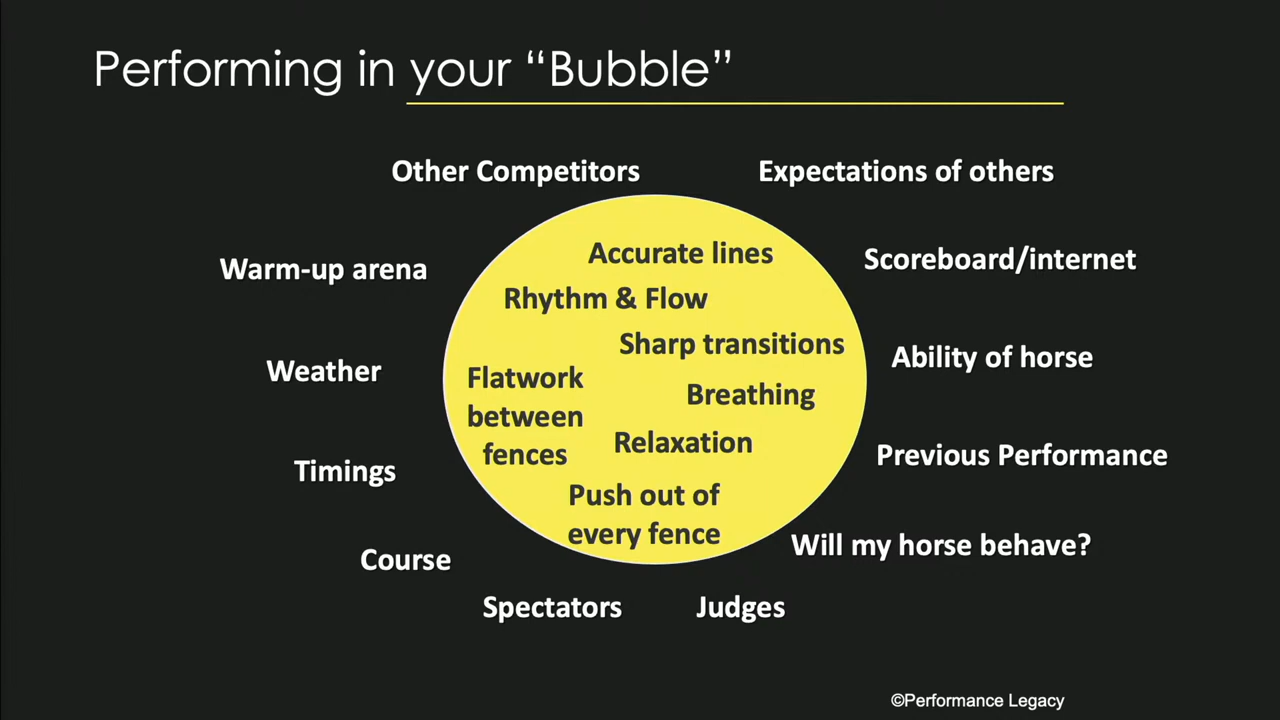 Performing in your “Bubble”
Other Competitors
Expectations of others
Accurate lines
Scoreboard/internet
Warm-up arena
Rhythm & Flow
Sharp transitions
Ability of horse
Weather
Flatwork
between
fences
Breathing
Relaxation
Previous Performance
Timings
Push out of
every fence
Will my horse behave?
Course
Spectators
Judges
©Performance Legacy